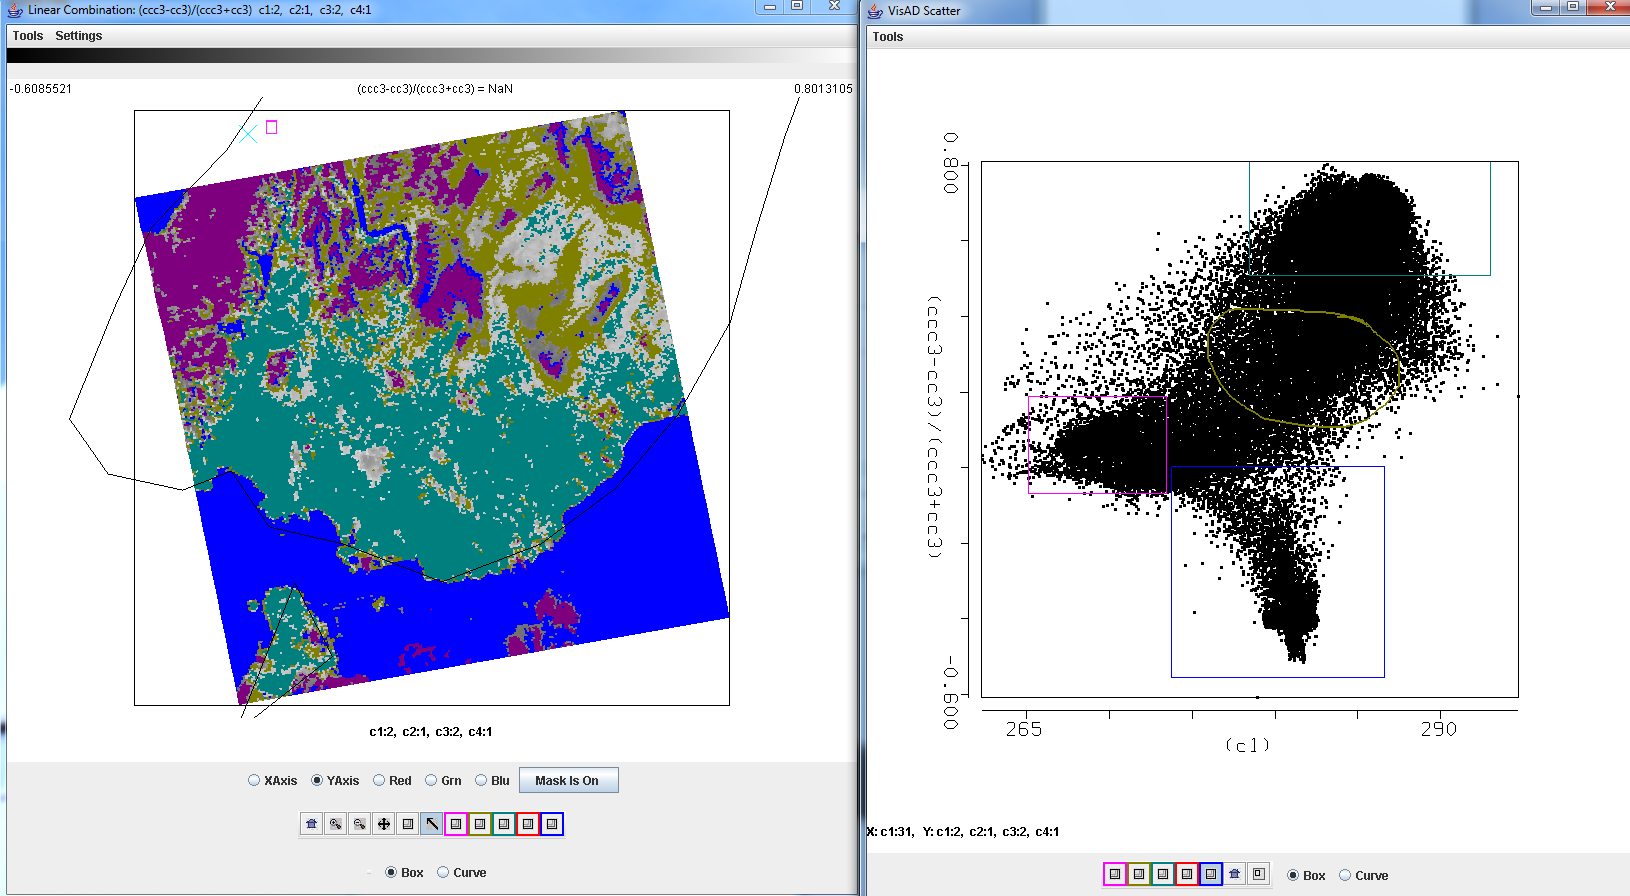 Linear Combination: (ccc3-cc3)/(ccc3+cc3)  c1:2,  c2:1,  c3:2,  c4:1
Tools Settings
-0.6085521 (ccc3-cc3)/(ccc3+cc3) = NaN 0.8013105
c1:2,  c2:1,  c3:2,  c4:1
XAxis YAxis Red Grn Blu Mask Is On
Box Curve
VisAD Scatter
Tools
0.800
(ccc3-cc3)/(ccc3+cc3)
-0.600
265 290
(c1)
X: c1:31,  Y: c1:2,  c2:1,  c3:2,  c4:1
Box Curve